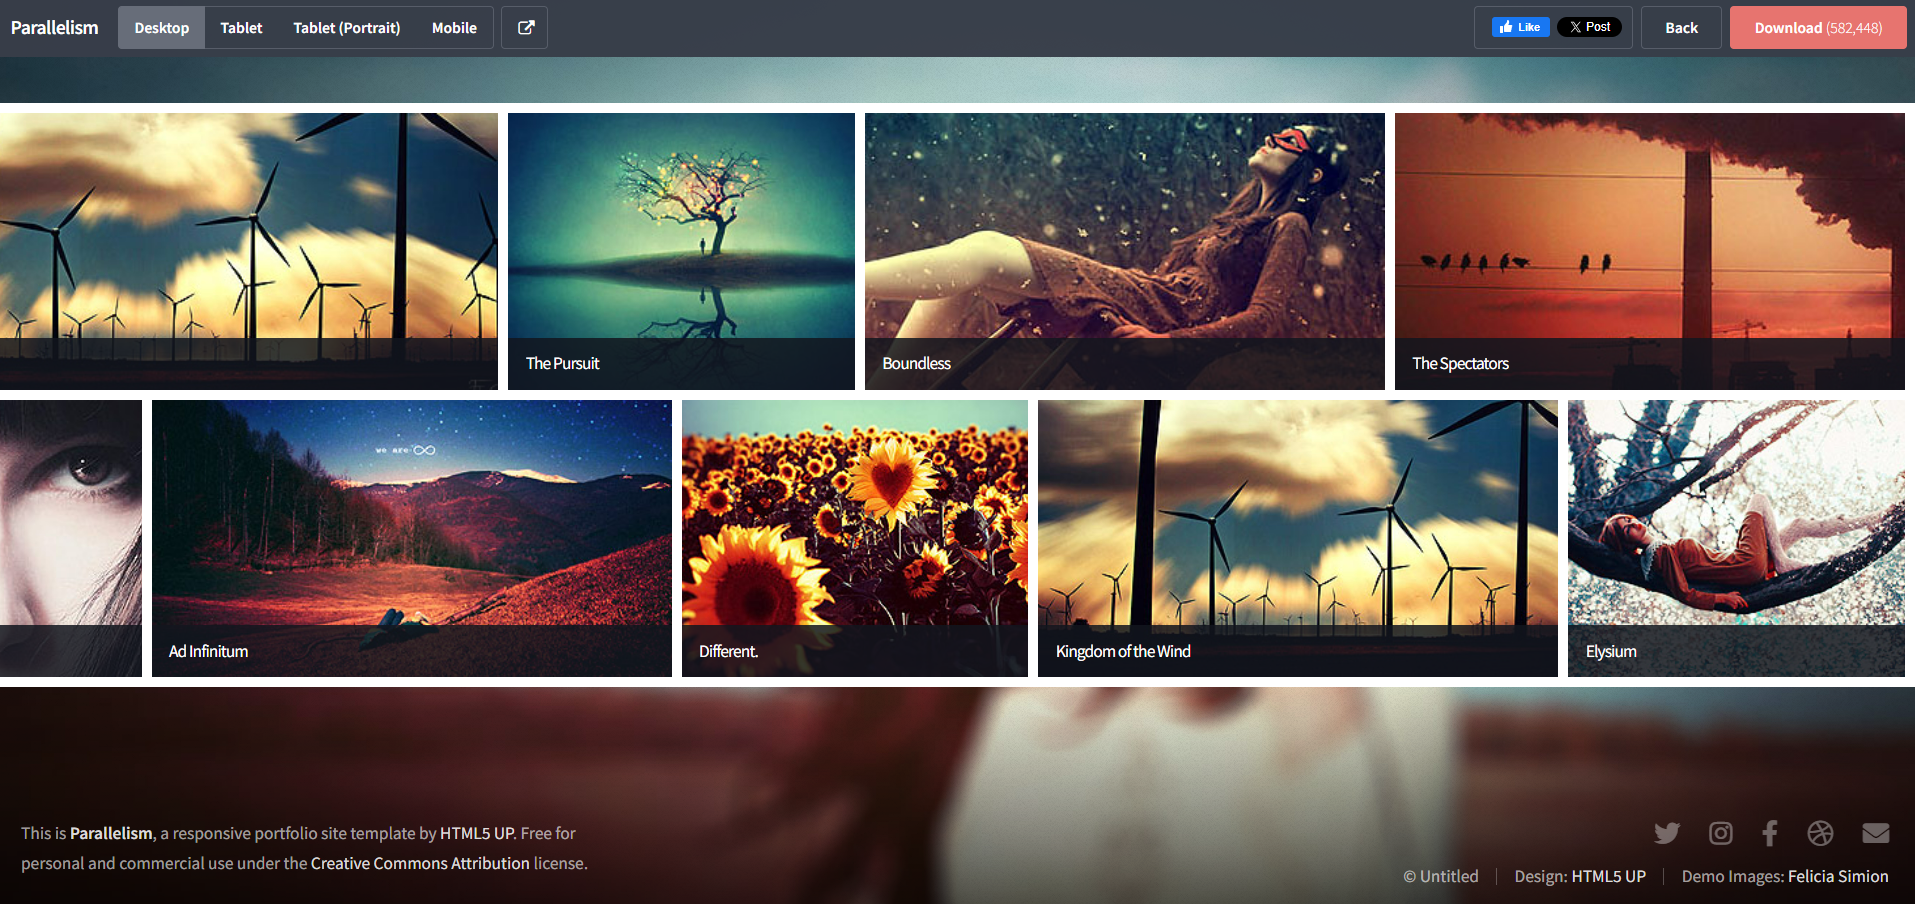 Parallelism Desktop Tablet Tablet (Portrait) Mobile Like Post Back Download (582,448)
The Pursuit Boundless The Spectators
we are ∞
Ad Infinitum Different. Kingdom of the Wind Elysium
This is Parallelism, a responsive portfolio site template by HTML5 UP. Free for
personal and commercial use under the Creative Commons Attribution license.
© Untitled Design: HTML5 UP Demo Images: Felicia Simion